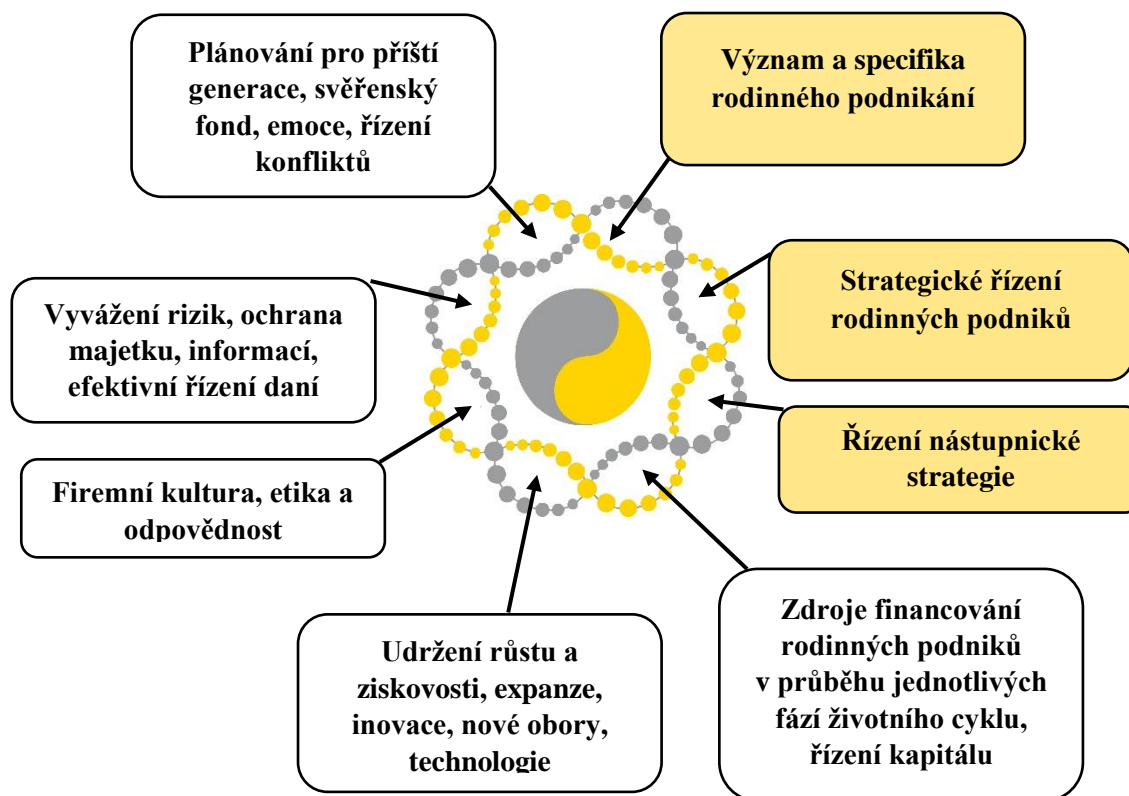 Plánování pro příští
generace, svěřenský
fond, emoce, řízení
konfliktů
Význam a specifika
rodinného podnikání
Strategické řízení
rodinných podniků
Vyvážení rizik, ochrana
majetku, informací,
efektivní řízení daní
Řízení nástupnické
strategie
Firemní kultura, etika a
odpovědnost
Udržení růstu a
ziskovosti, expanze,
inovace, nové obory,
technologie
Zdroje financování
rodinných podniků
v průběhu jednotlivých
fází životního cyklu,
řízení kapitálu